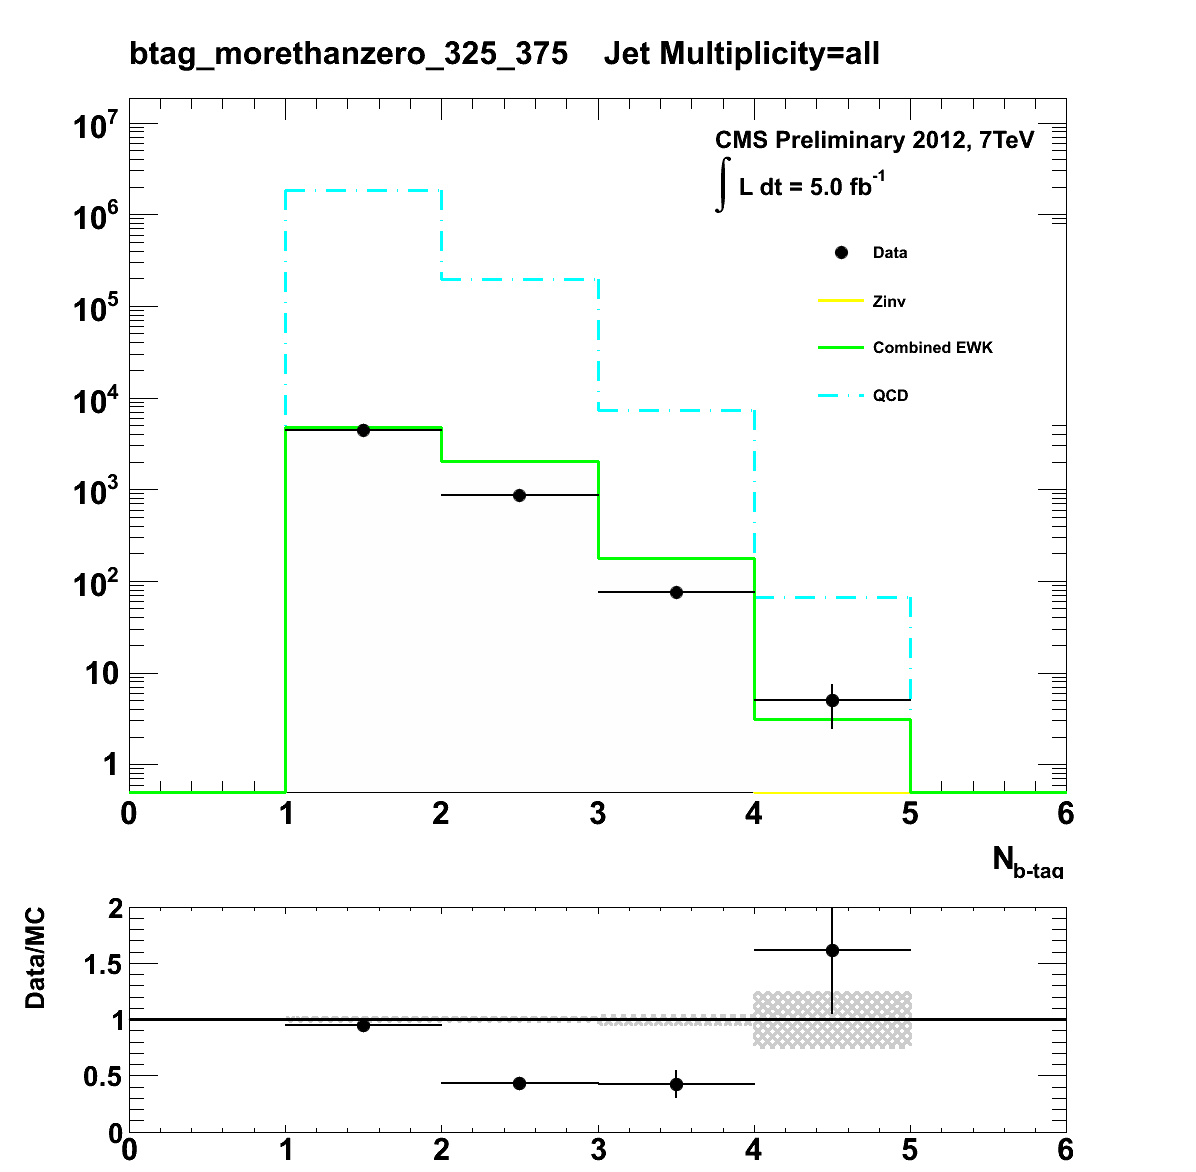 btag_morethanzero_325_375 Jet Multiplicity=all
10^7
CMS Preliminary 2012, 7TeV
∫ L dt = 5.0 fb^-1
10^6
Data
Zinv
10^5
Combined EWK
QCD
10^4
10^3
10^2
10
1
0 1 2 3 4 5 6
N_b-tag
Data/MC
2
1.5
1
0.5
0
0 1 2 3 4 5 6